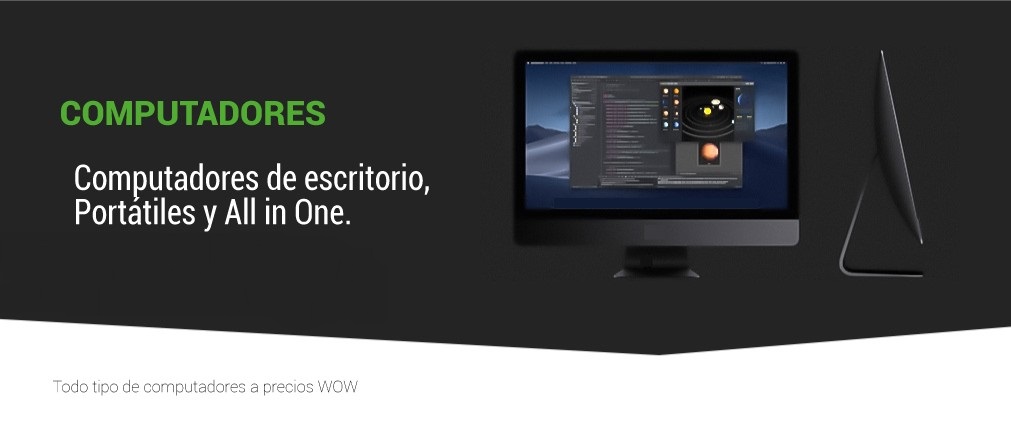 COMPUTADORES
Computadores de escritorio,
Portátiles y All in One.
Todo tipo de computadores a precios WOW